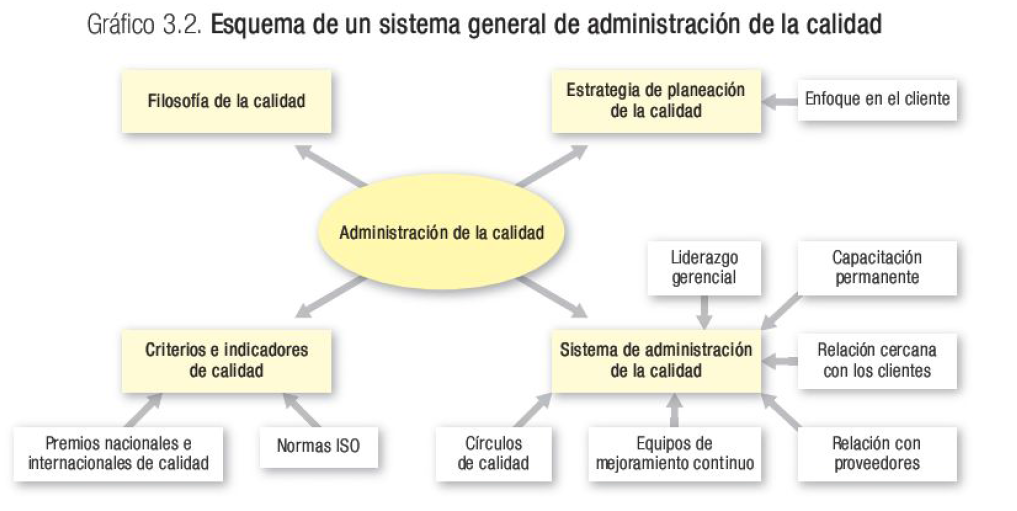 Gráfico 3.2. Esquema de un sistema general de administración de la calidad
Filosofía de la calidad
Estrategia de planeación
de la calidad
Enfoque en el cliente
Administración de la calidad
Liderazgo
gerencial
Capacitación
permanente
Criterios e indicadores
de calidad
Sistema de administración
de la calidad
Relación cercana
con los clientes
Premios nacionales e
internacionales de calidad
Normas ISO
Círculos
de calidad
Equipos de
mejoramiento continuo
Relación con
proveedores